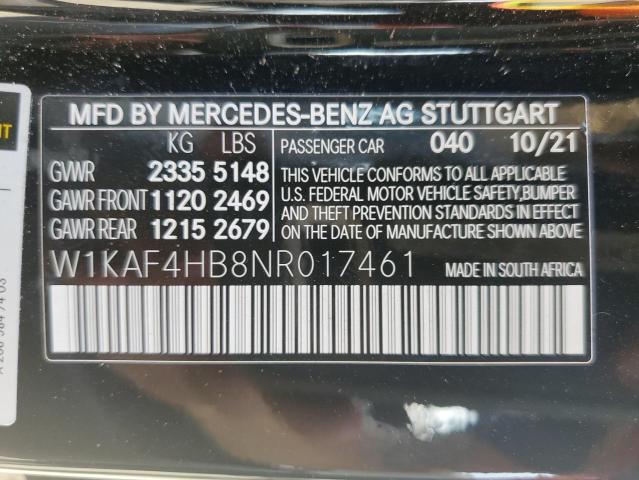 MFD BY MERCEDES-BENZ AG STUTTGART
KG LBS
GVWR 2335 5148
GAWR FRONT 1120 2469
GAWR REAR 1215 2679
PASSENGER CAR 040 10/21
THIS VEHICLE CONFORMS TO ALL APPLICABLE
U.S. FEDERAL MOTOR VEHICLE SAFETY,BUMPER
AND THEFT PREVENTION STANDARDS IN EFFECT
ON THE DATE OF MANUFACTURE SHOWN ABOVE
W1KAF4HB8NR017461 MADE IN SOUTH AFRICA